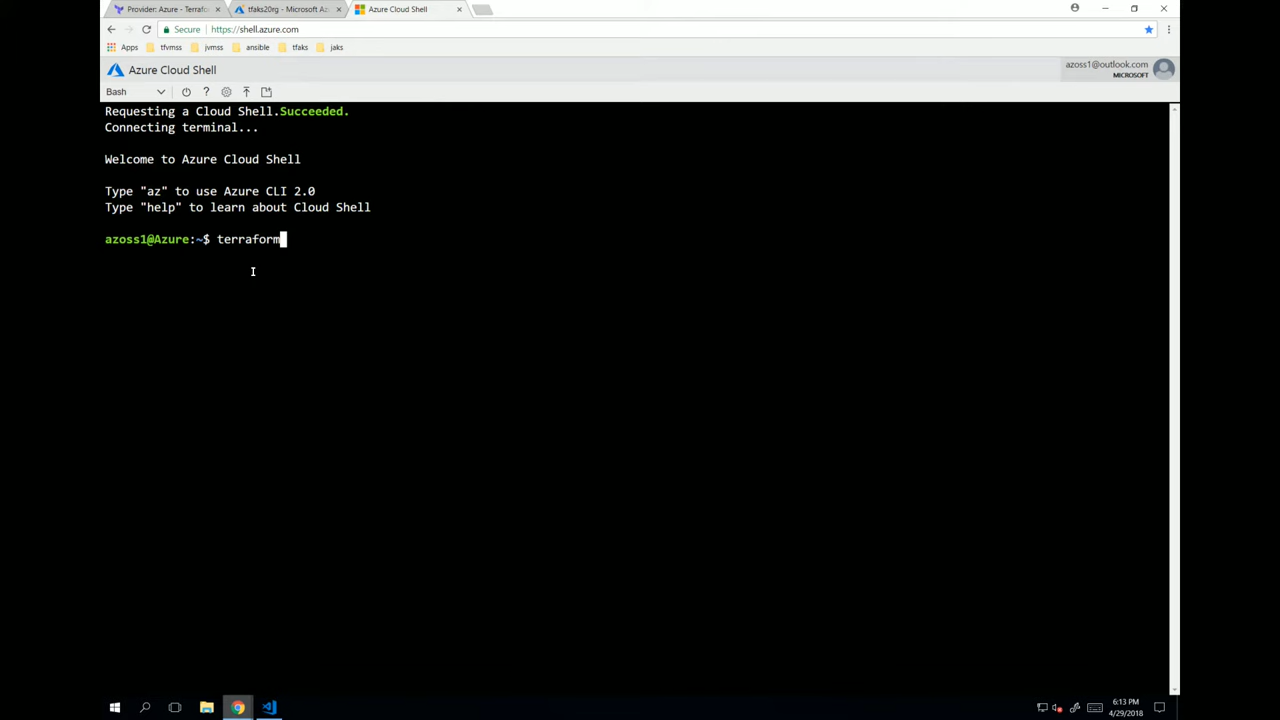 Provider: Azure - Terrafo
tfaks20rg - Microsoft Az
Azure Cloud Shell
Secure
https://shell.azure.com
Apps
tfvmss
jvmss
ansible
tfaks
jaks
Azure Cloud Shell
azoss1@outlook.com
MICROSOFT
Bash
Requesting a Cloud Shell.Succeeded.
Connecting terminal...
Welcome to Azure Cloud Shell
Type "az" to use Azure CLI 2.0
Type "help" to learn about Cloud Shell
azoss1@Azure:~$ terraform
6:13 PM
4/29/2018